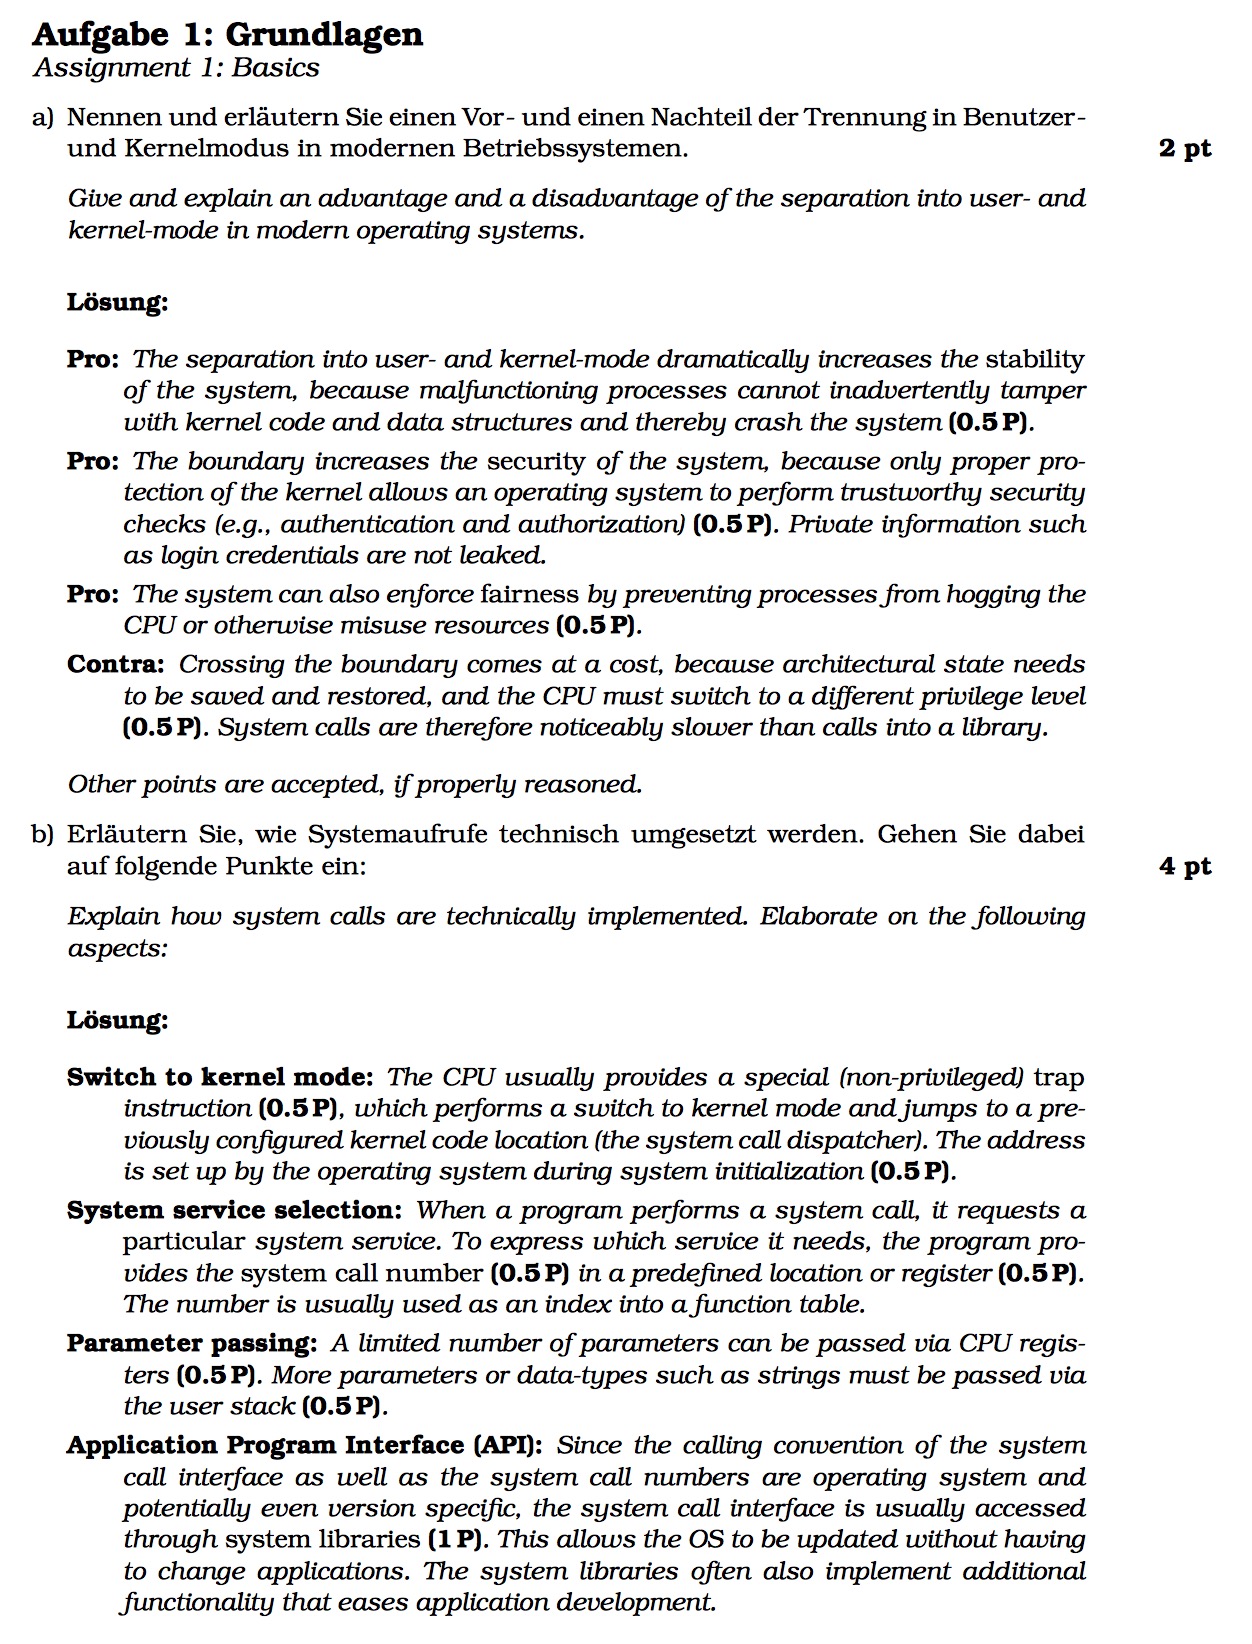 Aufgabe 1: Grundlagen
Assignment 1: Basics
a) Nennen und erläutern Sie einen Vor- und einen Nachteil der Trennung in Benutzer-
und Kernelmodus in modernen Betriebssystemen. 2 pt
Give and explain an advantage and a disadvantage of the separation into user- and
kernel-mode in modern operating systems.
Lösung:
Pro: The separation into user- and kernel-mode dramatically increases the stability
of the system, because malfunctioning processes cannot inadvertently tamper
with kernel code and data structures and thereby crash the system (0.5 P).
Pro: The boundary increases the security of the system, because only proper pro-
tection of the kernel allows an operating system to perform trustworthy security
checks (e.g., authentication and authorization) (0.5 P). Private information such
as login credentials are not leaked.
Pro: The system can also enforce fairness by preventing processes from hogging the
CPU or otherwise misuse resources (0.5 P).
Contra: Crossing the boundary comes at a cost, because architectural state needs
to be saved and restored, and the CPU must switch to a different privilege level
(0.5 P). System calls are therefore noticeably slower than calls into a library.
Other points are accepted, if properly reasoned.
b) Erläutern Sie, wie Systemaufrufe technisch umgesetzt werden. Gehen Sie dabei
auf folgende Punkte ein: 4 pt
Explain how system calls are technically implemented. Elaborate on the following
aspects:
Lösung:
Switch to kernel mode: The CPU usually provides a special (non-privileged) trap
instruction (0.5 P), which performs a switch to kernel mode and jumps to a pre-
viously configured kernel code location (the system call dispatcher). The address
is set up by the operating system during system initialization (0.5 P).
System service selection: When a program performs a system call, it requests a
particular system service. To express which service it needs, the program pro-
vides the system call number (0.5 P) in a predefined location or register (0.5 P).
The number is usually used as an index into a function table.
Parameter passing: A limited number of parameters can be passed via CPU regis-
ters (0.5 P). More parameters or data-types such as strings must be passed via
the user stack (0.5 P).
Application Program Interface (API): Since the calling convention of the system
call interface as well as the system call numbers are operating system and
potentially even version specific, the system call interface is usually accessed
through system libraries (1 P). This allows the OS to be updated without having
to change applications. The system libraries often also implement additional
functionality that eases application development.